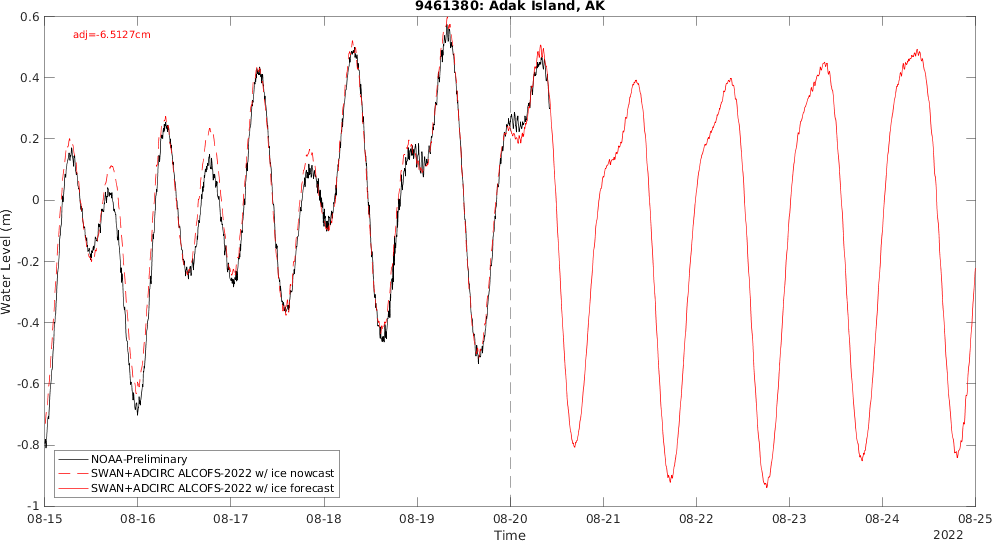 9461380: Adak Island, AK
adj=-6.5127cm
0.6
0.4
0.2
0
-0.2
-0.4
-0.6
-0.8
-1
Water Level (m)
NOAA-Preliminary
SWAN+ADCIRC ALCOFS-2022 w/ ice nowcast
SWAN+ADCIRC ALCOFS-2022 w/ ice forecast
08-15 08-16 08-17 08-18 08-19 08-20 08-21 08-22 08-23 08-24 08-25
Time
2022